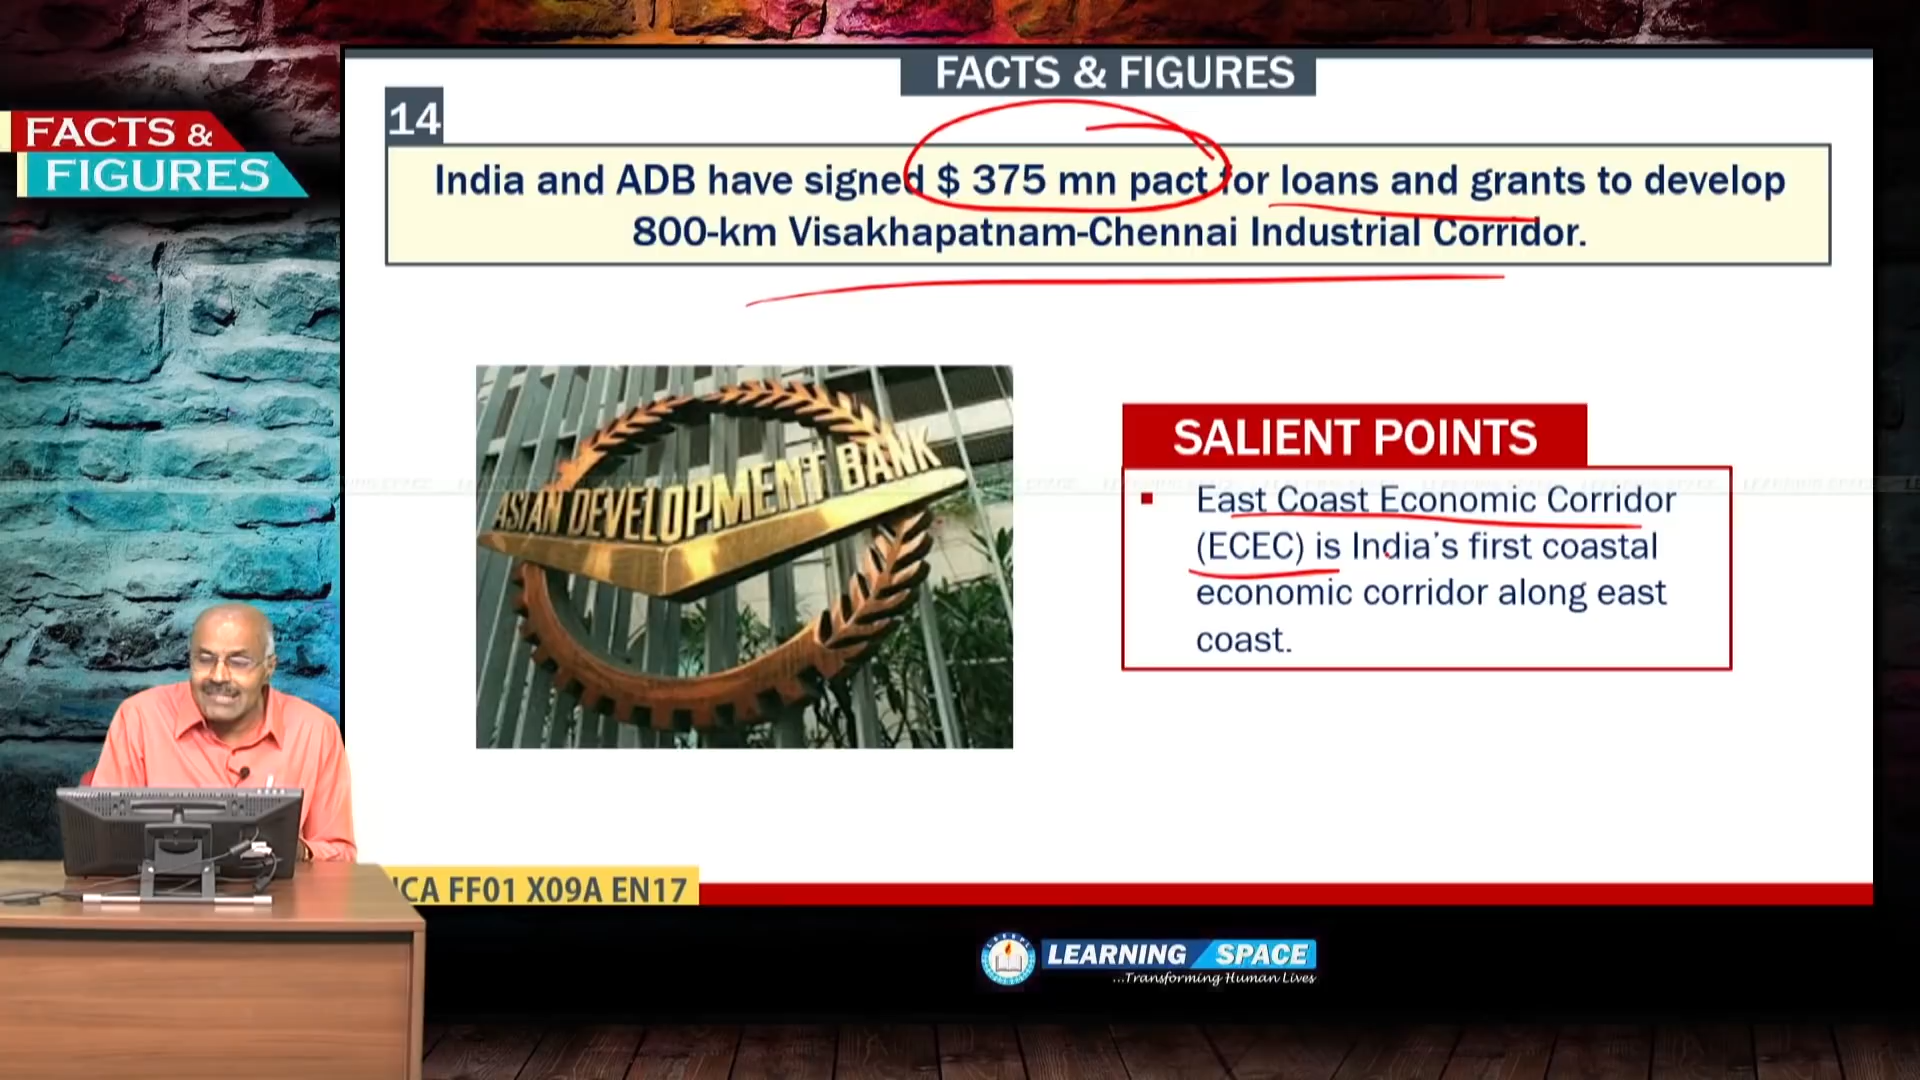 FACTS & FIGURES
14
FACTS &
FIGURES
India and ADB have signed $ 375 mn pact for loans and grants to develop
800-km Visakhapatnam-Chennai Industrial Corridor.
ASIAN DEVELOPMENT BANK
SALIENT POINTS
▪ East Coast Economic Corridor
(ECEC) is India's first coastal
economic corridor along east
coast.
CA FF01 X09A EN17
LEARNING SPACE
...Transforming Human Lives